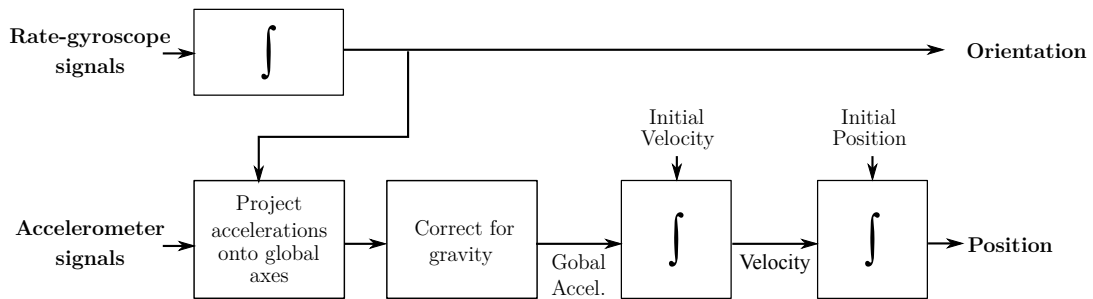 Rate-gyroscope
signals
∫
Orientation
Initial
Velocity
Initial
Position
Accelerometer
signals
Project
accelerations
onto global
axes
Correct for
gravity
Gobal
Accel.
∫
Velocity
∫
Position